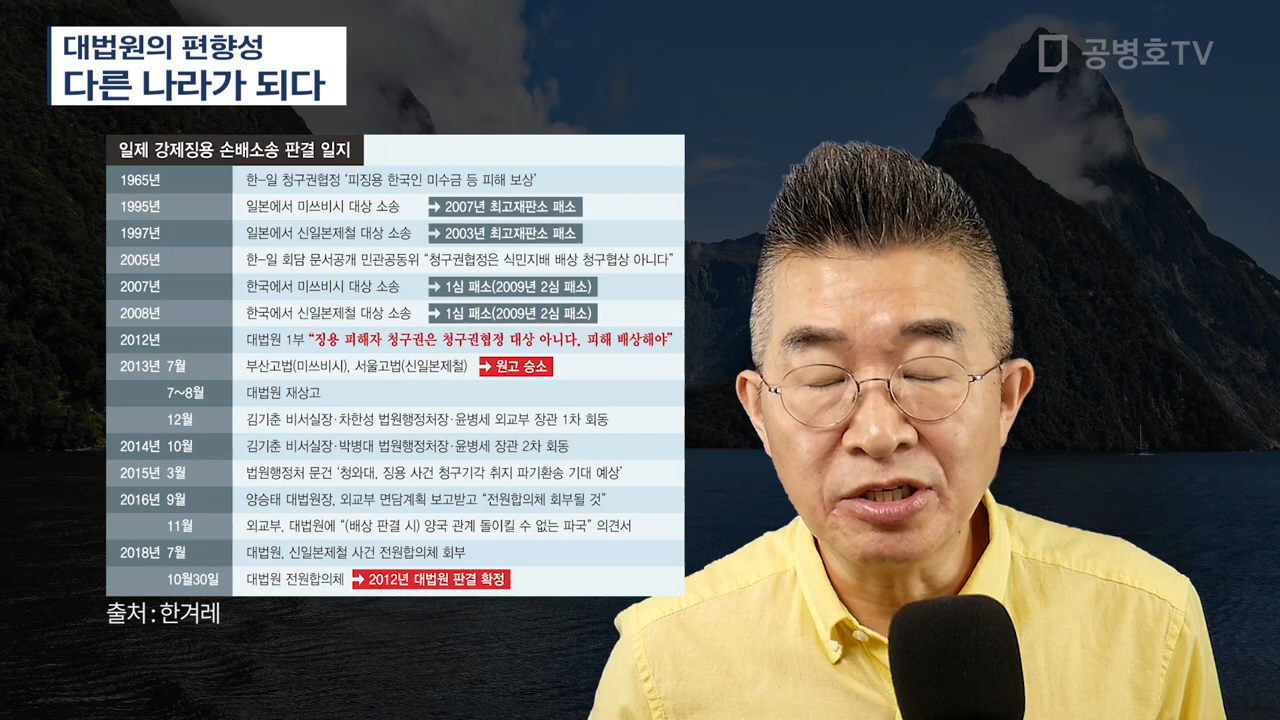 대법원의 편향성
다른 나라가 되다
공병호TV
일제 강제징용 손배소송 판결 일지
1965년 한-일 청구권협정 '피징용 한국인 미수금 등 피해 보상'
1995년 일본에서 미쓰비시 대상 소송 → 2007년 최고재판소 패소
1997년 일본에서 신일본제철 대상 소송 → 2003년 최고재판소 패소
2005년 한-일 회담 문서공개 민관공동위 “청구권협정은 식민지배 배상 청구협상 아니다”
2007년 한국에서 미쓰비시 대상 소송 → 1심 패소(2009년 2심 패소)
2008년 한국에서 신일본제철 대상 소송 → 1심 패소(2009년 2심 패소)
2012년 대법원 1부 “징용 피해자 청구권은 청구권협정 대상 아니다. 피해 배상해야”
2013년 7월 부산고법(미쓰비시), 서울고법(신일본제철) → 원고 승소
7~8월 대법원 재상고
12월 김기춘 비서실장·차한성 법원행정처장·윤병세 외교부 장관 1차 회동
2014년 10월 김기춘 비서실장·박병대 법원행정처장·윤병세 장관 2차 회동
2015년 3월 법원행정처 문건 '청와대, 징용 사건 청구기각 취지 파기환송 기대 예상'
2016년 9월 양승태 대법원장, 외교부 면담계획 보고받고 “전원합의체 회부될 것”
11월 외교부, 대법원에 “(배상 판결 시) 양국 관계 돌이킬 수 없는 파국” 의견서
2018년 7월 대법원, 신일본제철 사건 전원합의체 회부
10월30일 대법원 전원합의체 → 2012년 대법원 판결 확정
출처 : 한겨레